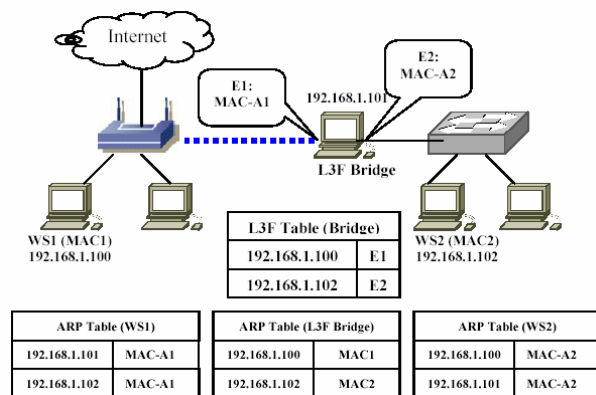 Internet
E1:
MAC-A1
E2:
MAC-A2
192.168.1.101
L3F Bridge
WS1 (MAC1)
192.168.1.100
WS2 (MAC2)
192.168.1.102
L3F Table (Bridge)
192.168.1.100 E1
192.168.1.102 E2
ARP Table (WS1)
192.168.1.101 MAC-A1
192.168.1.102 MAC-A1
ARP Table (L3F Bridge)
192.168.1.100 MAC1
192.168.1.102 MAC2
ARP Table (WS2)
192.168.1.100 MAC-A2
192.168.1.101 MAC-A2